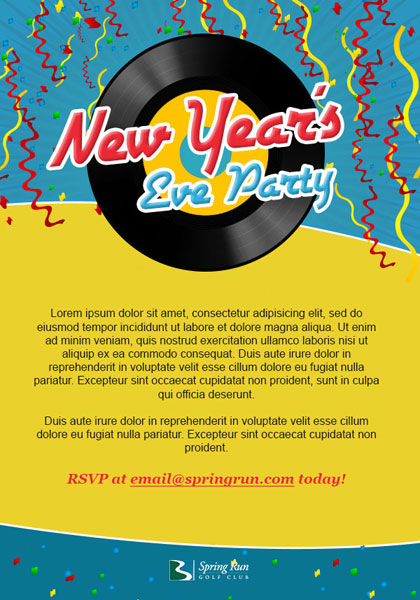 New Year's
Eve Party
Lorem ipsum dolor sit amet, consectetur adipisicing elit, sed do
eiusmod tempor incididunt ut labore et dolore magna aliqua. Ut enim
ad minim veniam, quis nostrud exercitation ullamco laboris nisi ut
aliquip ex ea commodo consequat. Duis aute irure dolor in
reprehenderit in voluptate velit esse cillum dolore eu fugiat nulla
pariatur. Excepteur sint occaecat cupidatat non proident, sunt in culpa
qui officia deserunt.
Duis aute irure dolor in reprehenderit in voluptate velit esse cillum
dolore eu fugiat nulla pariatur. Excepteur sint occaecat cupidatat non
proident.
RSVP at email@springrun.com today!
Spring Run
GOLF CLUB